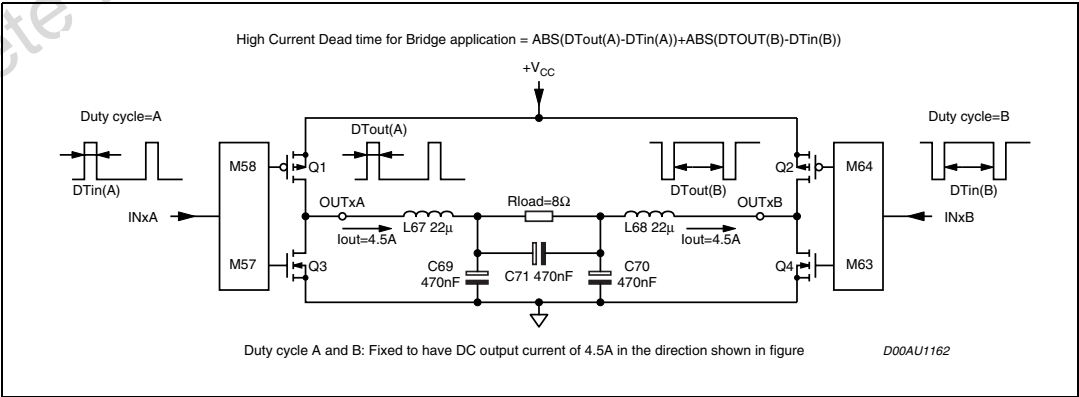 ete
High Current Dead time for Bridge application = ABS(DTout(A)-DTin(A))+ABS(DTOUT(B)-DTin(B))
+VCC
Duty cycle=A
Duty cycle=B
DTout(A)
M58
Q1
Q2
M64
DTin(A)
DTout(B)
DTin(B)
INxA
OUTxA
Rload=8Ω
OUTxB
INxB
L67 22μ
L68 22μ
Iout=4.5A
Iout=4.5A
M57
Q3
C69
470nF
C71 470nF
C70
470nF
Q4
M63
Duty cycle A and B: Fixed to have DC output current of 4.5A in the direction shown in figure
D00AU1162